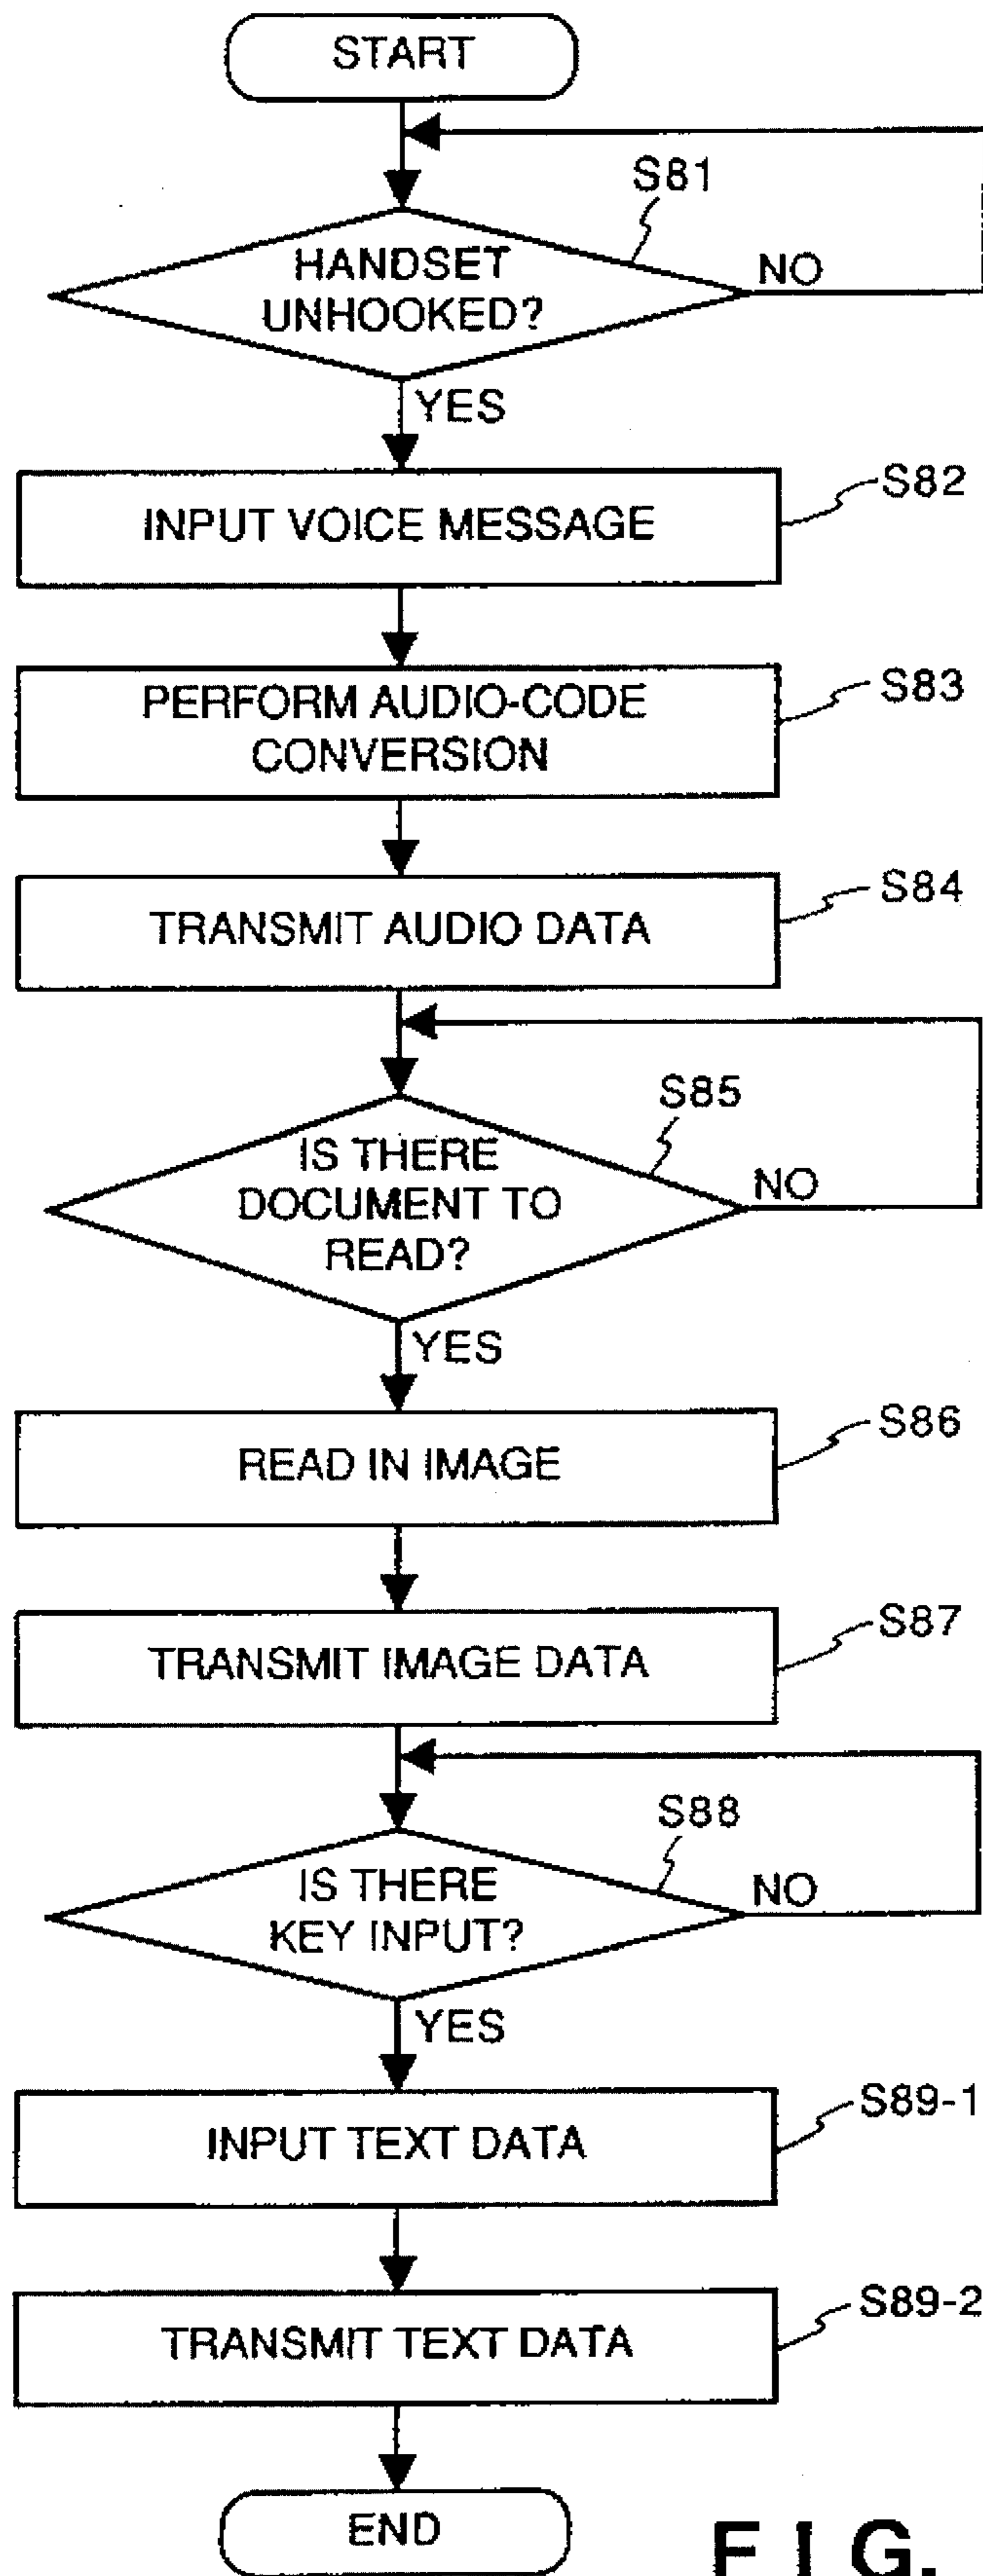 START
S81
HANDSET
UNHOOKED?
NO
YES
S82
INPUT VOICE MESSAGE
S83
PERFORM AUDIO-CODE
CONVERSION
S84
TRANSMIT AUDIO DATA
S85
IS THERE
DOCUMENT TO
READ?
NO
YES
S86
READ IN IMAGE
S87
TRANSMIT IMAGE DATA
S88
IS THERE
KEY INPUT?
NO
YES
S89-1
INPUT TEXT DATA
S89-2
TRANSMIT TEXT DATA
END
FIG.